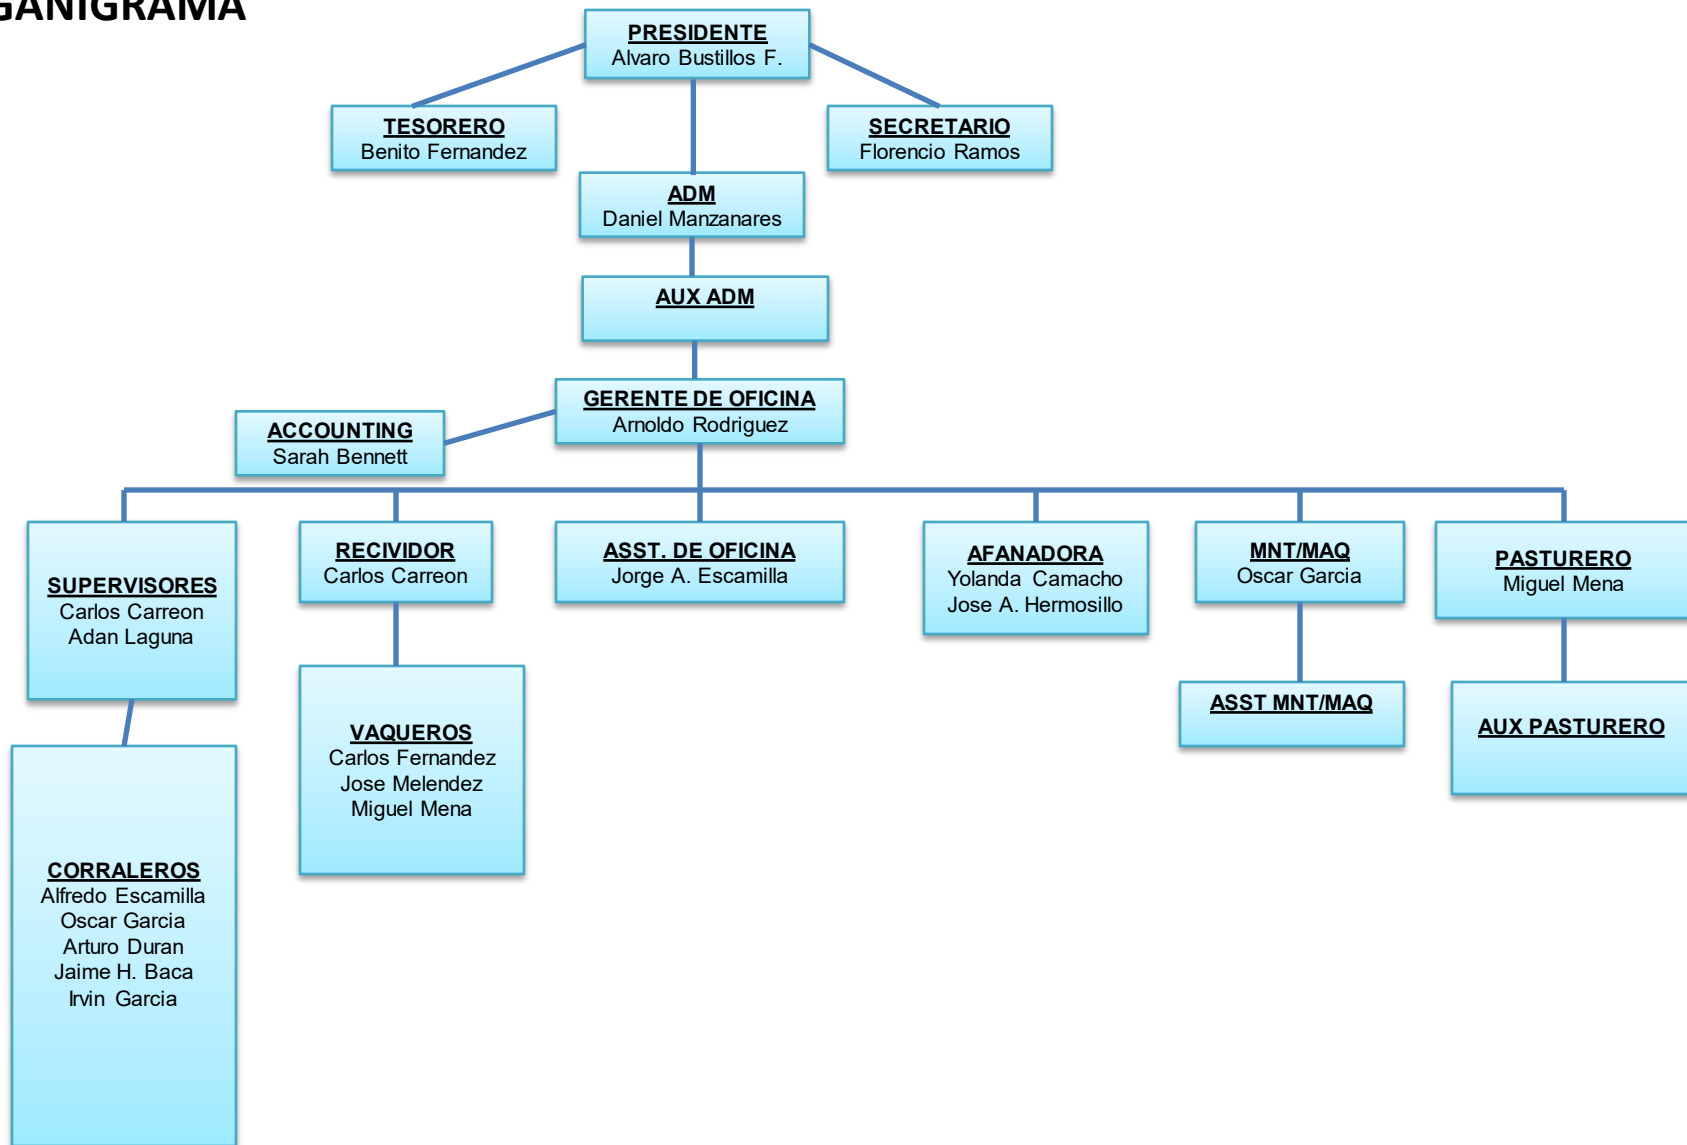 GANIGRAMA
PRESIDENTE
Alvaro Bustillos F.
TESORERO
Benito Fernandez
SECRETARIO
Florencio Ramos
ADM
Daniel Manzanares
AUX ADM
GERENTE DE OFICINA
Arnoldo Rodriguez
ACCOUNTING
Sarah Bennett
SUPERVISORES
Carlos Carreon
Adan Laguna
RECIVIDOR
Carlos Carreon
ASST. DE OFICINA
Jorge A. Escamilla
AFANADORA
Yolanda Camacho
Jose A. Hermosillo
MNT/MAQ
Oscar Garcia
PASTURERO
Miguel Mena
CORRALEROS
Alfredo Escamilla
Oscar Garcia
Arturo Duran
Jaime H. Baca
Irvin Garcia
VAQUEROS
Carlos Fernandez
Jose Melendez
Miguel Mena
ASST MNT/MAQ
AUX PASTURERO